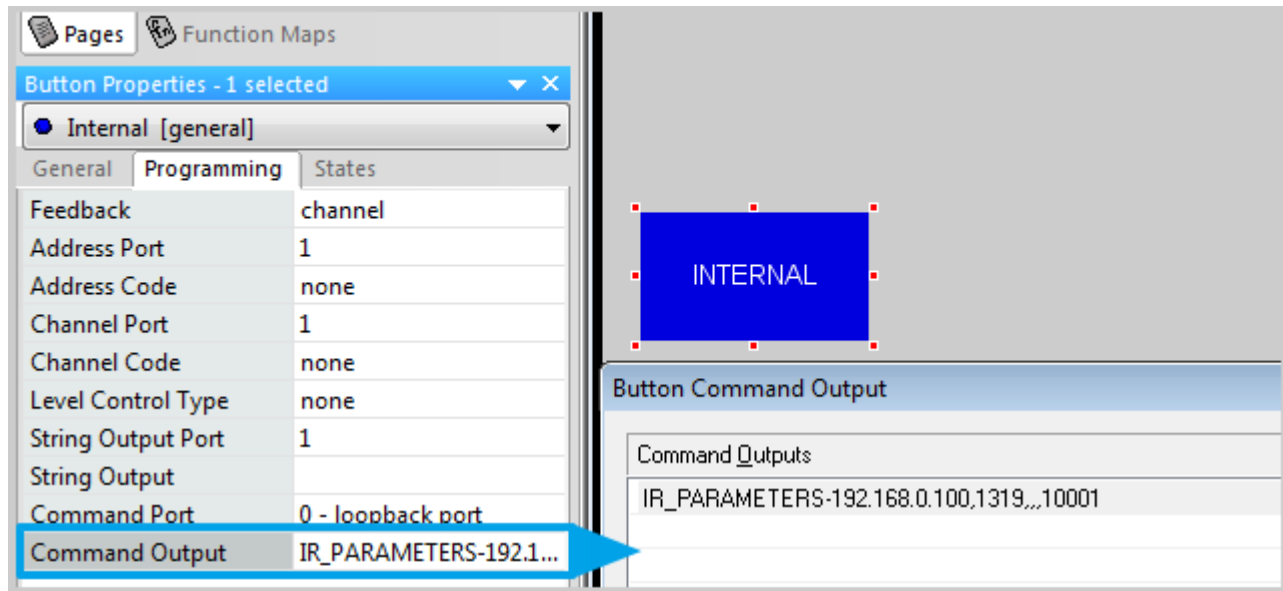 Pages Function Maps
Button Properties - 1 selected
Internal [general]
General Programming States
Feedback channel
Address Port 1
Address Code none
Channel Port 1
Channel Code none
Level Control Type none
String Output Port 1
String Output
Command Port 0 - loopback port
Command Output IR_PARAMETERS-192.1...
INTERNAL
Button Command Output
Command Outputs
IR_PARAMETERS-192.168.0.100,1319,,,10001